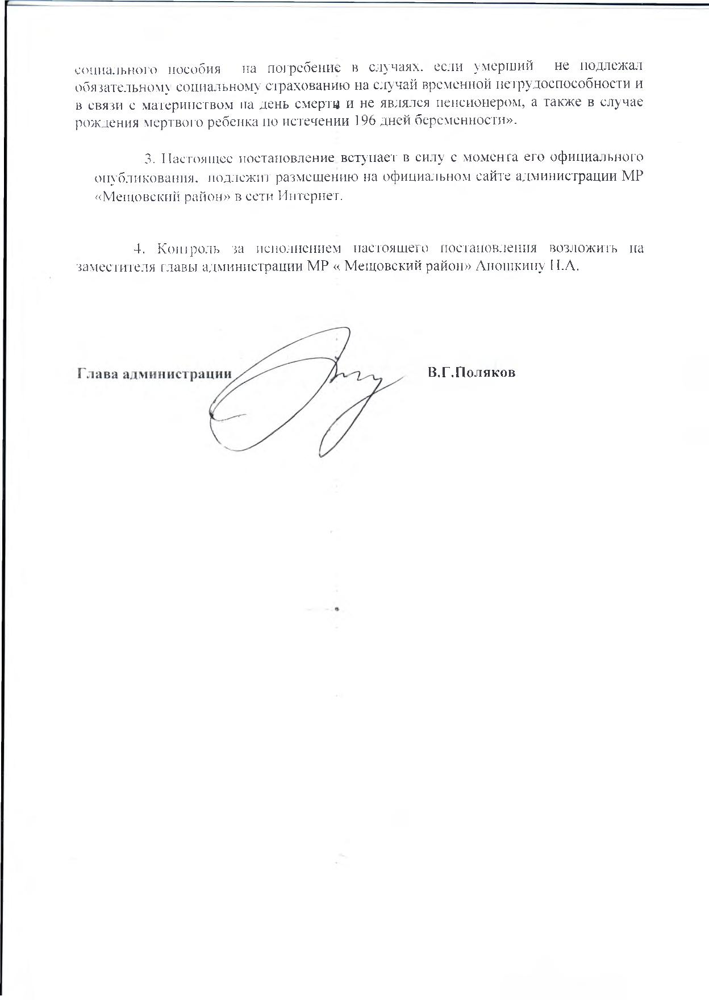 социального пособия на погребение в случаях. если умерший не подлежал
обязательному социальному страхованию на случай временной нетрудоспособности и
в связи с материнством на день смерти и не являлся пенсионером, а также в случае
рождения мертвого ребенка по истечении 196 дней беременности».
3. Настоящее постановление вступает в силу с момента его официального
опубликования. подлежит размещению на официальном сайте администрации МР
«Мещовский район» в сети Интернет.
4. Контроль за исполнением настоящего постановления возложить на
заместителя главы администрации МР « Мещовский район» Аношкину Н.А.
Глава администрации
В.Г.Поляков